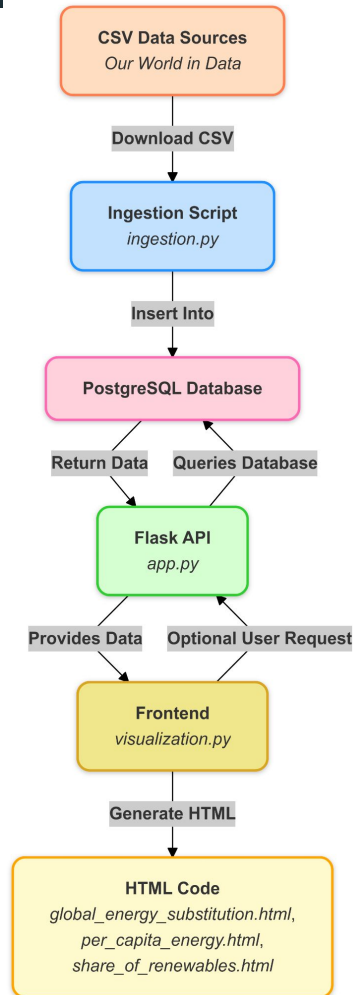 CSV Data Sources
Our World in Data
Download CSV
Ingestion Script
ingestion.py
Insert Into
PostgreSQL Database
Return Data
Queries Database
Flask API
app.py
Provides Data
Optional User Request
Frontend
visualization.py
Generate HTML
HTML Code
global_energy_substitution.html,
per_capita_energy.html,
share_of_renewables.html